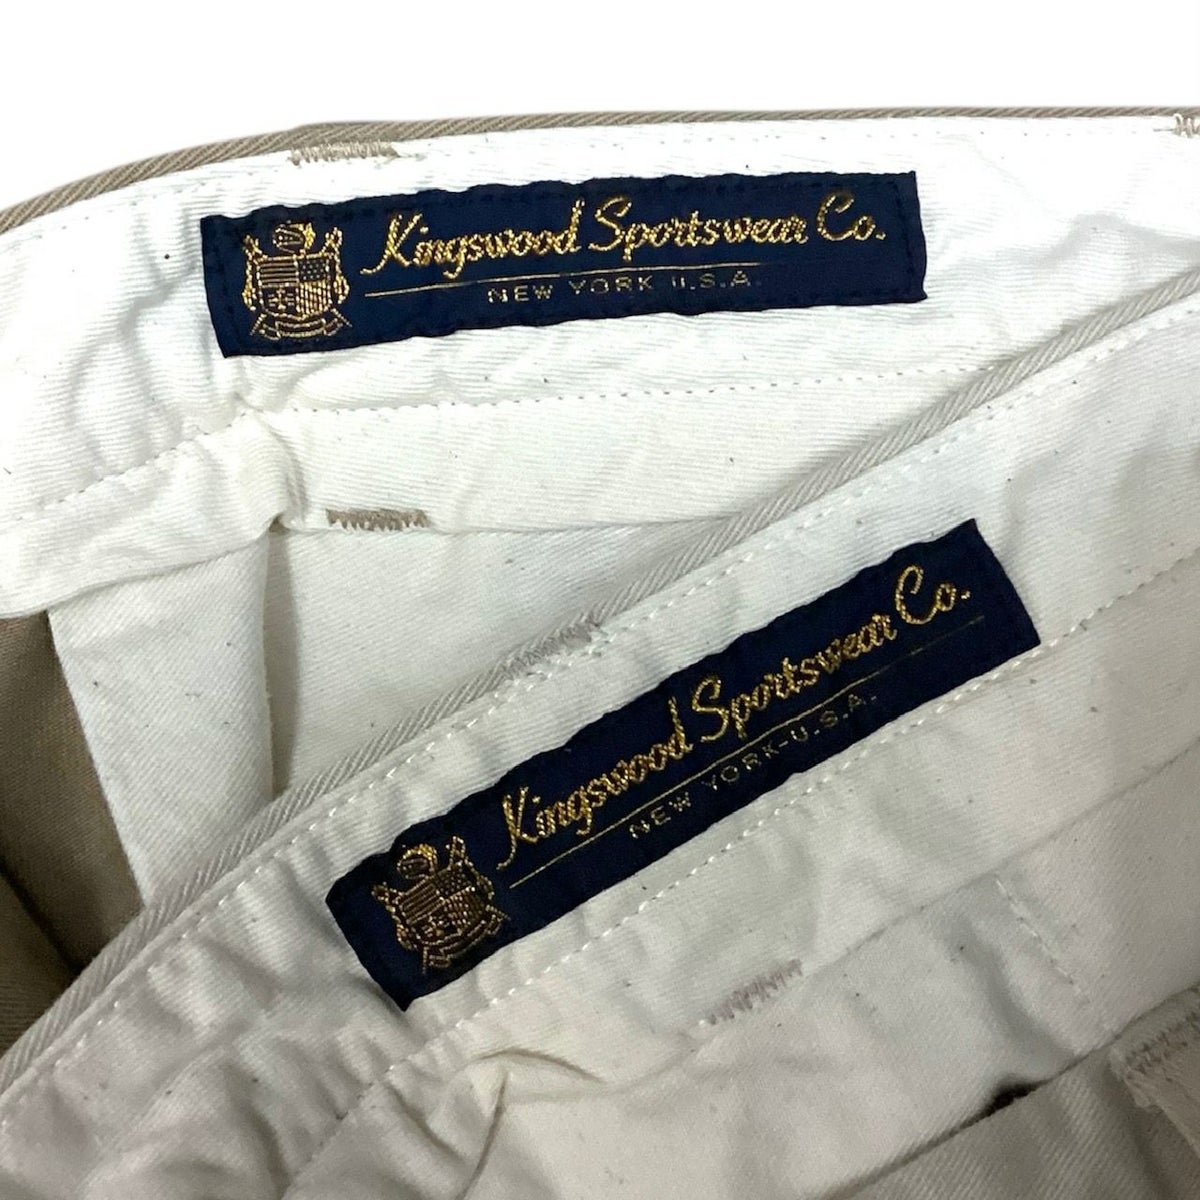 Kingswood Sportswear Co.
NEW YORK U.S.A.
Kingswood Sportswear Co.
NEW YORK-U.S.A.